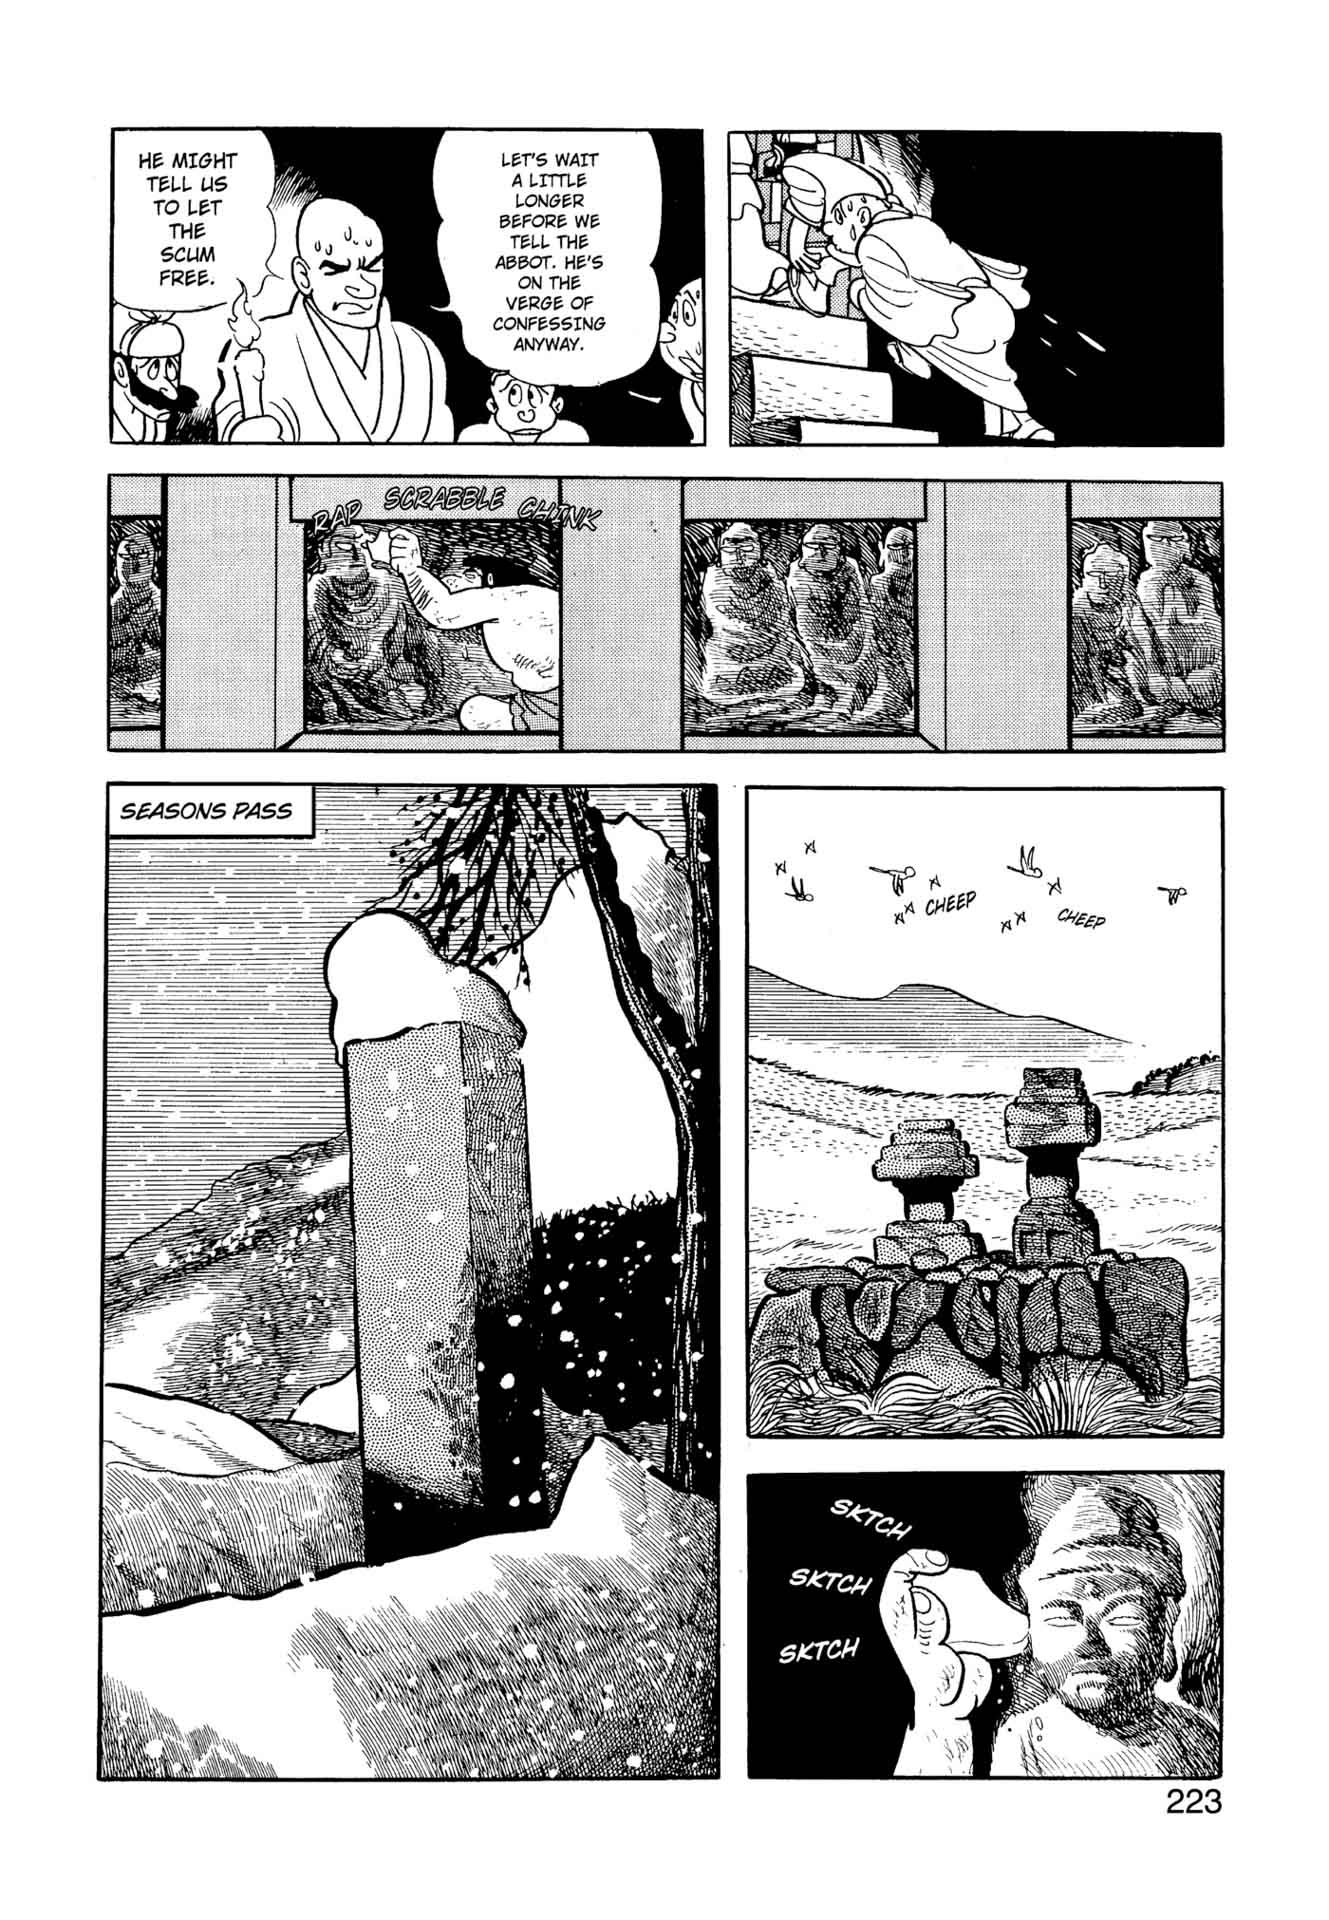 HE MIGHT
TELL US
TO LET
THE
SCUM
FREE.
LET'S WAIT
A LITTLE
LONGER
BEFORE WE
TELL THE
ABBOT. HE'S
ON THE
VERGE OF
CONFESSING
ANYWAY.
RAP
SCRABBLE
CHINK
SEASONS PASS
CHEEP
CHEEP
SKTCH
SKTCH
SKTCH
223